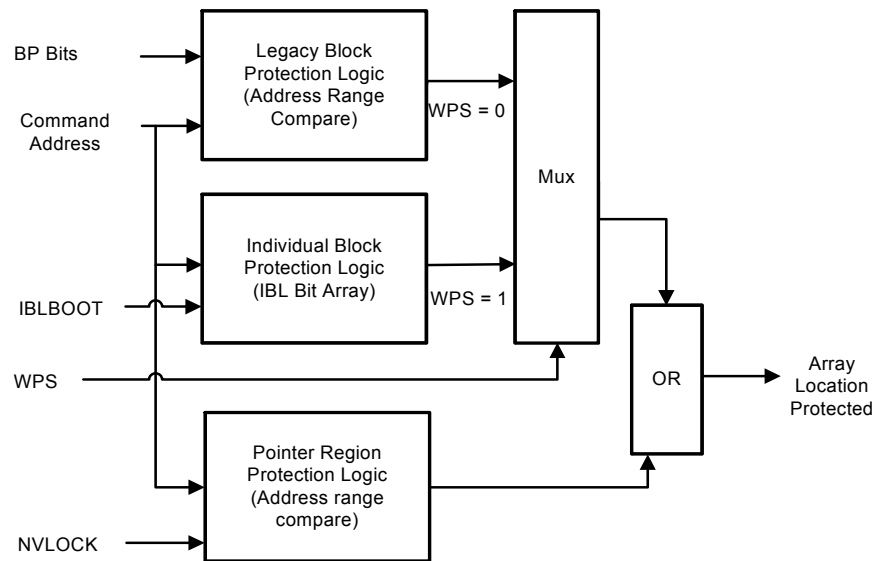 BP Bits
Command
Address
Legacy Block
Protection Logic
(Address Range
Compare)
WPS = 0
Mux
Individual Block
Protection Logic
(IBL Bit Array)
WPS = 1
IBLBOOT
WPS
OR
Array
Location
Protected
Pointer Region
Protection Logic
(Address range
compare)
NVLOCK